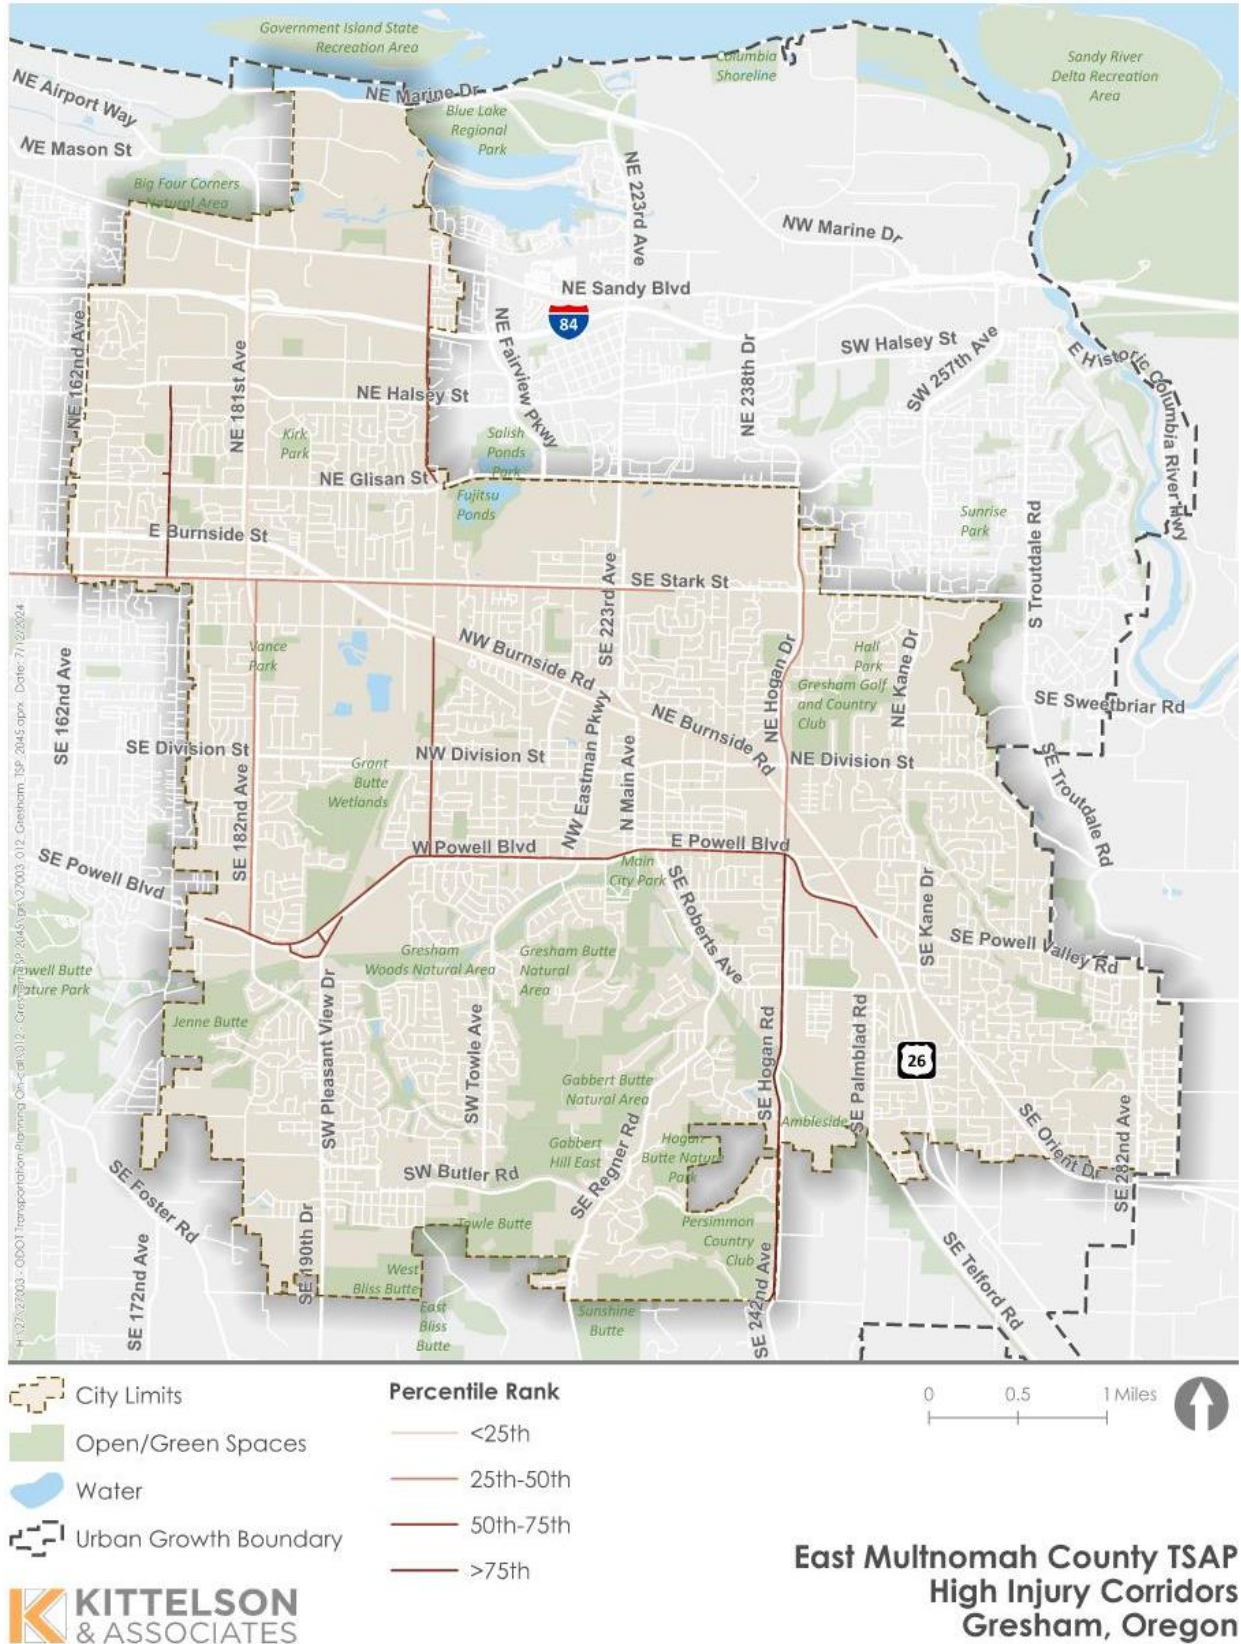 Government Island State
Recreation Area
Columbia
Shoreline
Sandy River
Delta Recreation
Area
NE Airport Way
NE Marine Dr
Blue Lake
Regional
Park
NE Mason St
Big Four Corners
Natural Area
NE 223rd Ave
NW Marine Dr
NE Sandy Blvd
84
NE 162nd Ave
NE 181st Ave
NE Fairview Pkwy
NE 238th Dr
SW Halsey St
SW 257th Ave
E Historic Columbia River Hwy
NE Halsey St
Kirk
Park
Salish
Ponds
Park
NE Glisan St
Fujitsu
Ponds
Sunrise
Park
S Troutdale Rd
E Burnside St
SE Stark St
SE 223rd Ave
SE 162nd Ave
Vance
Park
NW Burnside Rd
NE Hogan Dr
Hall
Park
Gresham Golf
and Country
Club
NE Kane Dr
SE Sweetbriar Rd
SE Division St
NW Division St
NE Burnside Rd
NE Division St
SE Troutdale Rd
SE 182nd Ave
Grant
Butte
Wetlands
NW Eastman Pkwy
N Main Ave
W Powell Blvd
E Powell Blvd
SE Powell Blvd
Main
City Park
SE Roberts Ave
SE Kane Dr
SE Powell Valley Rd
Powell Butte
Nature Park
Gresham
Woods Natural Area
Gresham Butte
Natural
Area
Jenne Butte
SW Pleasant View Dr
SW Towle Ave
SE Hogan Rd
SE Palmblad Rd
26
Gabbert Butte
Natural Area
Gabbert
Hill East
Hogan
Butte Nature
Park
Ambleside
SE Regner Rd
SE Orient Dr
SE 282nd Ave
SE Foster Rd
SW Butler Rd
SE 172nd Ave
SE 190th Dr
Towle Butte
Persimmon
Country
Club
West
Bliss Butte
East
Bliss
Butte
Sunshine
Butte
SE 242nd Ave
SE Telford Rd
City Limits
Open/Green Spaces
Water
Urban Growth Boundary
Percentile Rank
<25th
25th-50th
50th-75th
>75th
0 0.5 1 Miles
KITTELSON
& ASSOCIATES
East Multnomah County TSAP
High Injury Corridors
Gresham, Oregon